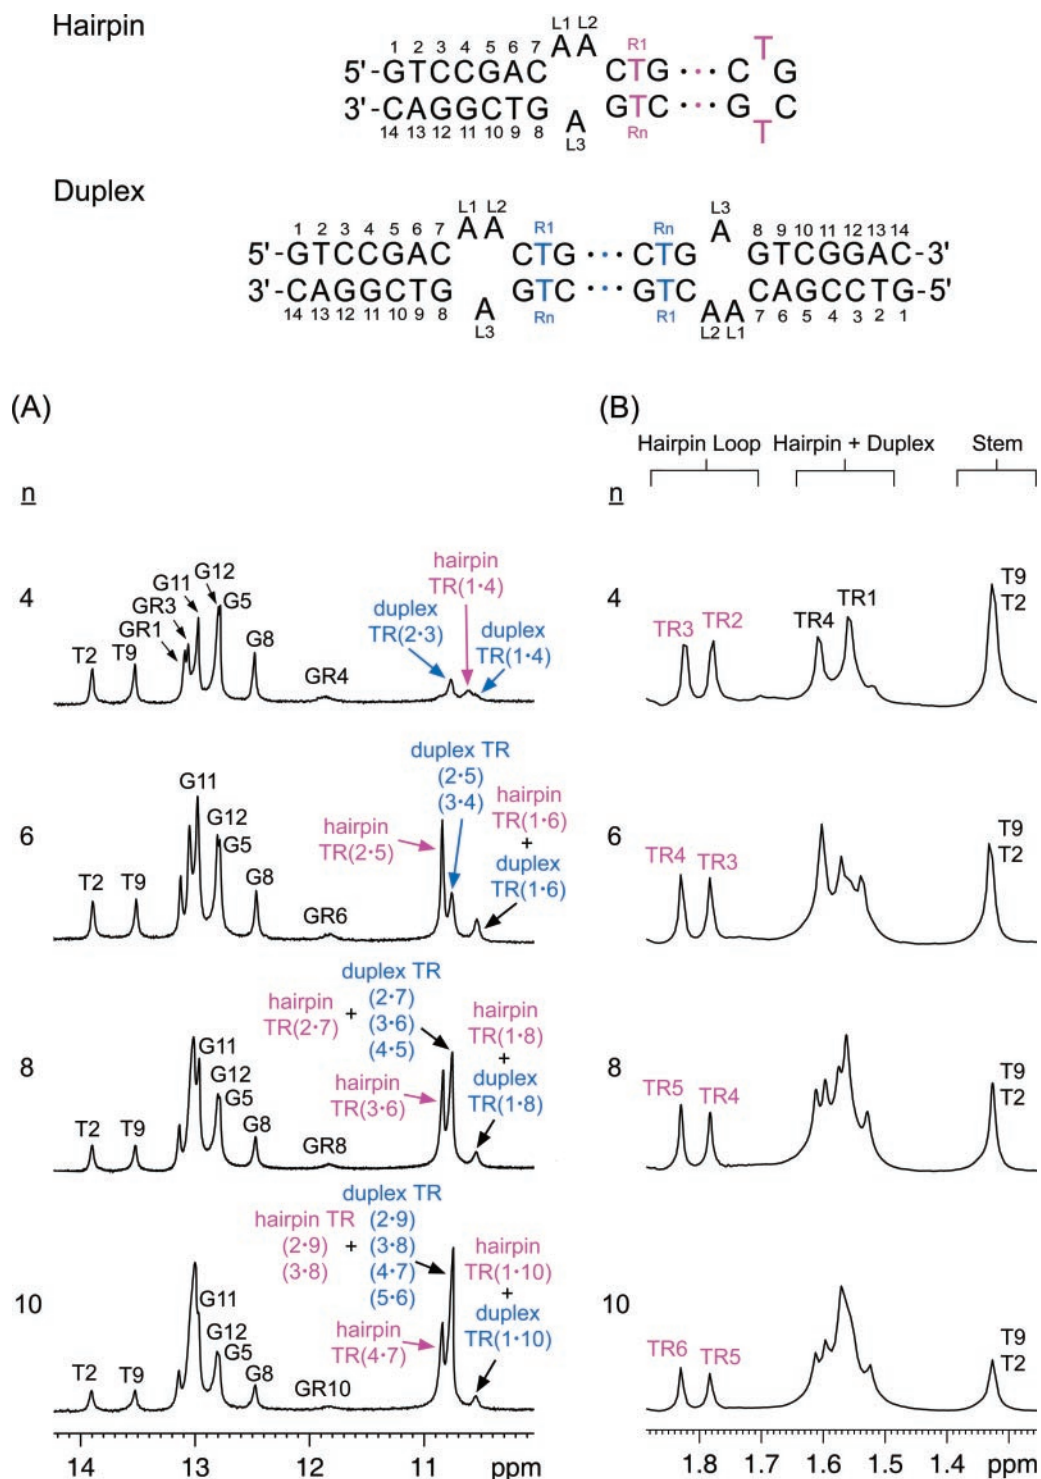 Hairpin
L1 L2
1 2 3 4 5 6 7 AA R1 T
5'-GTCCGAC CTG ··· C G
3'-CAGGCTG GTC ··· G C
14 13 12 11 10 9 8 A Rn T
L3
Duplex
L1 L2 L3
1 2 3 4 5 6 7 AA R1 Rn A 8 9 10 11 12 13 14
5'-GTCCGAC CTG ··· CTG GTCGGAC-3'
3'-CAGGCTG GTC ··· GTC CAGCCTG-5'
14 13 12 11 10 9 8 A Rn R1 AA 7 6 5 4 3 2 1
L3 L2 L1
(A)
n
4
T2
T9
GR1
GR3
G11
G12
G5
G8
GR4
duplex
TR(2·3)
hairpin
TR(1·4)
duplex
TR(1·4)
6
T2
T9
G11
G12
G5
G8
GR6
hairpin
TR(2·5)
duplex TR
(2·5)
(3·4)
hairpin
TR(1·6)
+
duplex
TR(1·6)
8
T2
T9
G11
G12
G5
G8
GR8
hairpin
TR(2·7)
+
duplex TR
(2·7)
(3·6)
(4·5)
hairpin
TR(3·6)
hairpin
TR(1·8)
+
duplex
TR(1·8)
10
T2
T9
G11
G12
G5
G8
GR10
hairpin TR
(2·9)
(3·8)
+
duplex TR
(2·9)
(3·8)
(4·7)
(5·6)
hairpin
TR(4·7)
hairpin
TR(1·10)
+
duplex
TR(1·10)
14 13 12 11 ppm
(B)
Hairpin Loop Hairpin + Duplex Stem
n
4
TR3 TR2 TR4 TR1 T9
T2
6
TR4 TR3 T9
T2
8
TR5 TR4 T9
T2
10
TR6 TR5 T9
T2
1.8 1.7 1.6 1.5 1.4 ppm